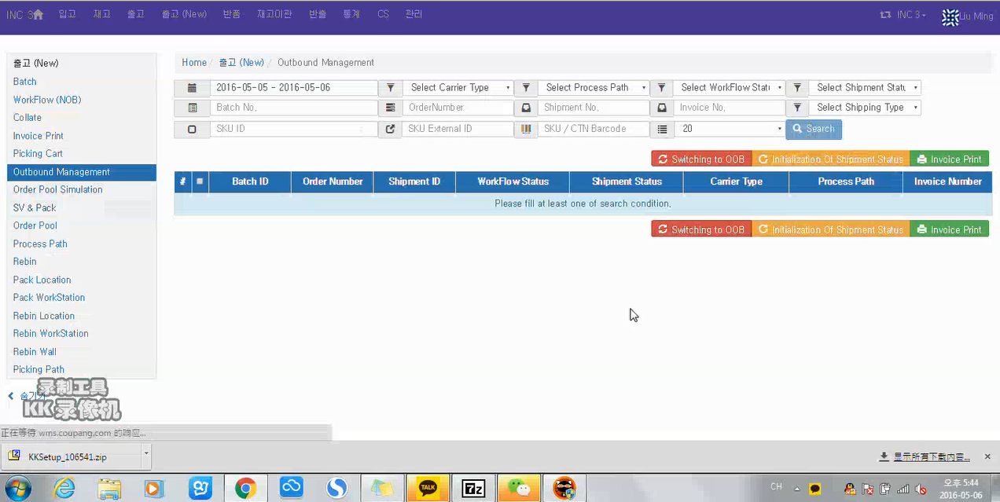 INC 3 입고 재고 출고 출고 (New) 반품 재고이관 반출 통계 CS 관리 INC 3 Liu Ming
출고 (New)
Batch
WorkFlow (NOB)
Collate
Invoice Print
Picking Cart
Outbound Management
Order Pool Simulation
SV & Pack
Order Pool
Process Path
Rebin
Pack Location
Pack WorkStation
Rebin Location
Rebin WorkStation
Rebin Wall
Picking Path
숨기기
Home / 출고 (New) / Outbound Management
2016-05-05 - 2016-05-06 Select Carrier Type Select Process Path Select WorkFlow Statu Select Shipment Statu
Batch No. OrderNumber Shipment No. Invoice No. Select Shipping Type
SKU ID SKU External ID SKU / CTN Barcode 20 Search
Switching to OOB Initialization Of Shipment Status Invoice Print
# Batch ID Order Number Shipment ID WorkFlow Status Shipment Status Carrier Type Process Path Invoice Number
Please fill at least one of search condition.
Switching to OOB Initialization Of Shipment Status Invoice Print
录制工具
KK录像机
正在等待 wms.coupang.com 的响应...
KKSetup_106541.zip
显示所有下载内容...
TALK
7z
CH
오후 5:44
2016-05-06